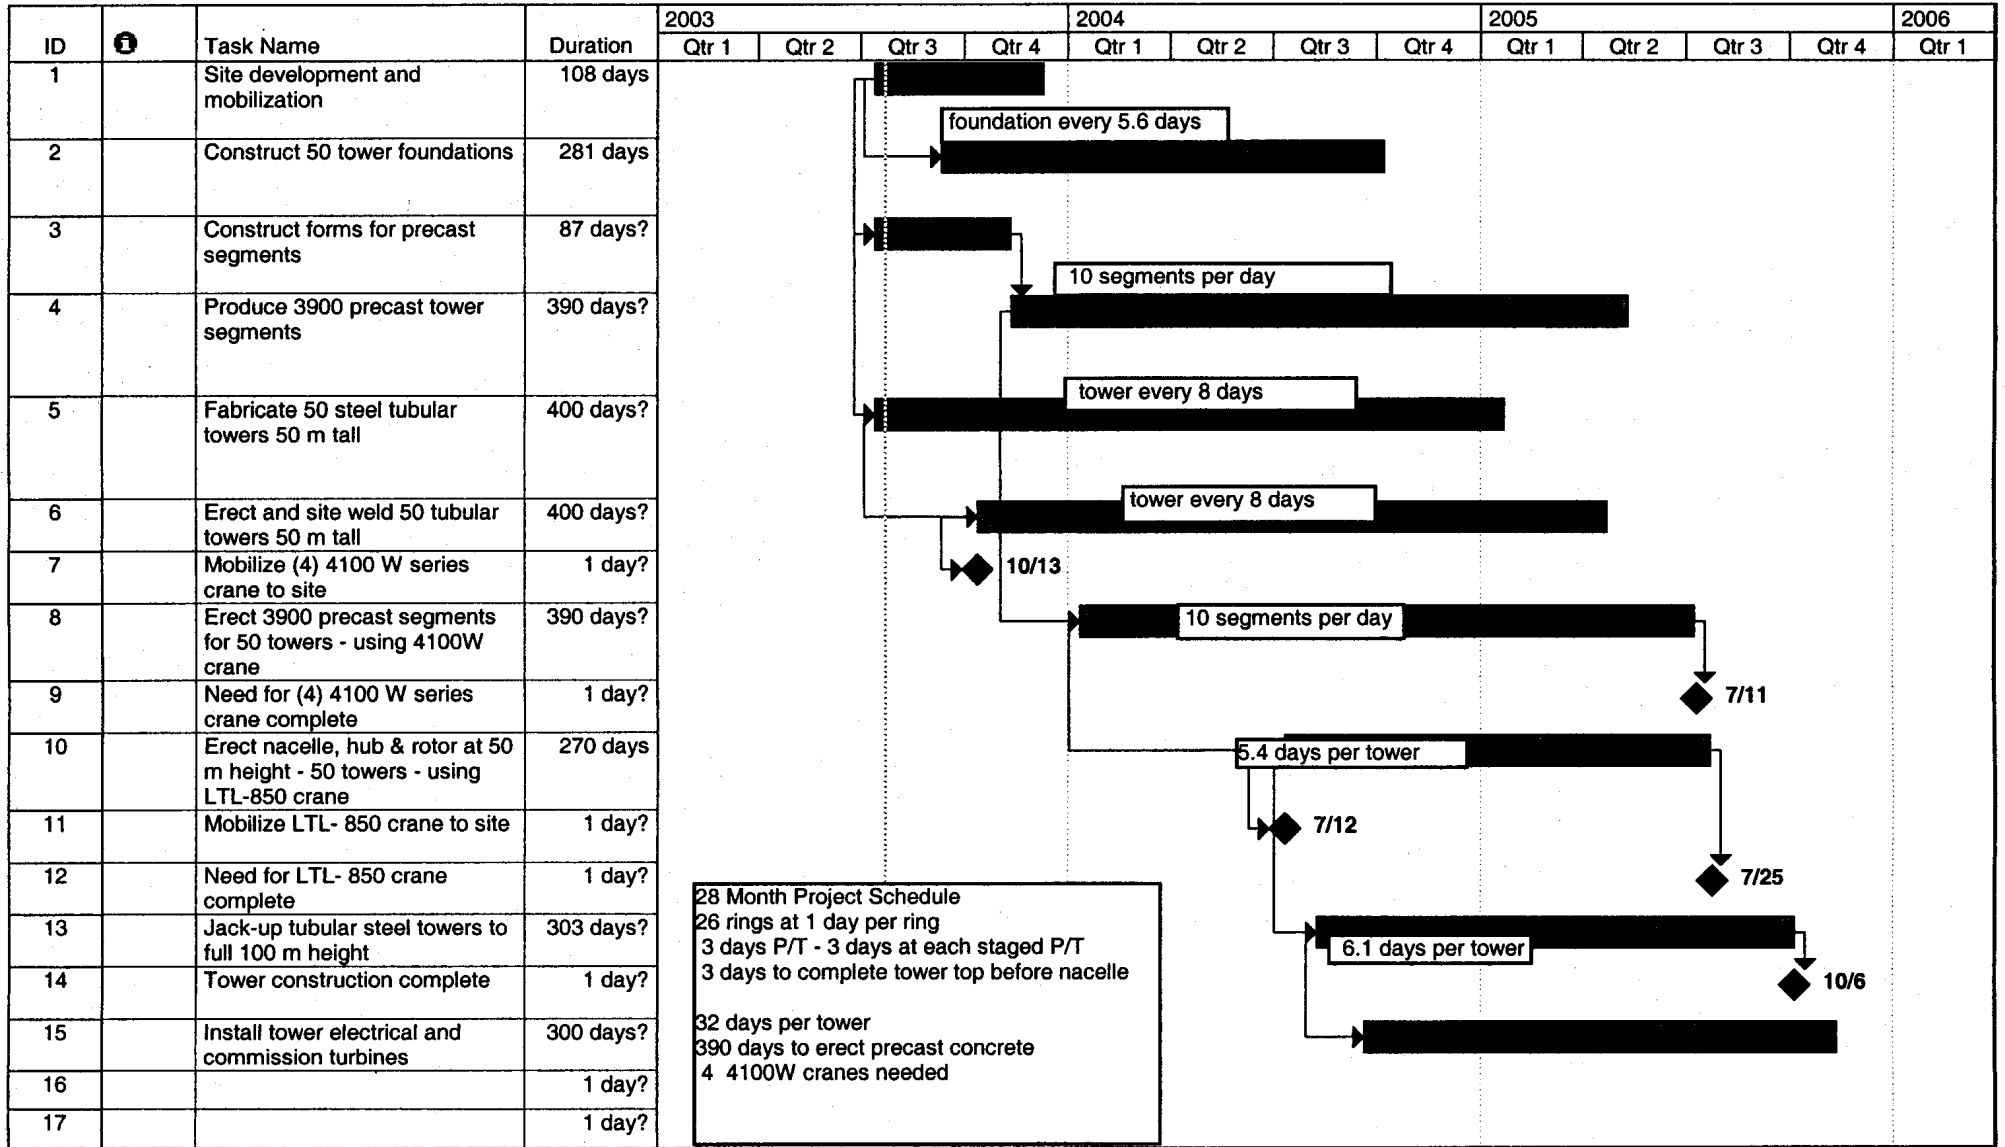 2003 2004 2005 2006
ID Task Name Duration Qtr 1 Qtr 2 Qtr 3 Qtr 4 Qtr 1 Qtr 2 Qtr 3 Qtr 4 Qtr 1 Qtr 2 Qtr 3 Qtr 4 Qtr 1
1 Site development and 108 days
mobilization
foundation every 5.6 days
2 Construct 50 tower foundations 281 days
3 Construct forms for precast 87 days?
segments
10 segments per day
4 Produce 3900 precast tower 390 days?
segments
tower every 8 days
5 Fabricate 50 steel tubular 400 days?
towers 50 m tall
tower every 8 days
6 Erect and site weld 50 tubular 400 days?
towers 50 m tall
7 Mobilize (4) 4100 W series 1 day? 10/13
crane to site
8 Erect 3900 precast segments 390 days? 10 segments per day
for 50 towers - using 4100W
crane
9 Need for (4) 4100 W series 1 day? 7/11
crane complete
10 Erect nacelle, hub & rotor at 50 270 days 5.4 days per tower
m height - 50 towers - using
LTL-850 crane
11 Mobilize LTL- 850 crane to site 1 day? 7/12
12 Need for LTL- 850 crane 1 day? 7/25
complete
13 Jack-up tubular steel towers to 303 days?
full 100 m height 6.1 days per tower
14 Tower construction complete 1 day? 10/6
15 Install tower electrical and 300 days?
commission turbines
16 1 day?
17 1 day?
28 Month Project Schedule
26 rings at 1 day per ring
3 days P/T - 3 days at each staged P/T
3 days to complete tower top before nacelle
32 days per tower
390 days to erect precast concrete
4 4100W cranes needed